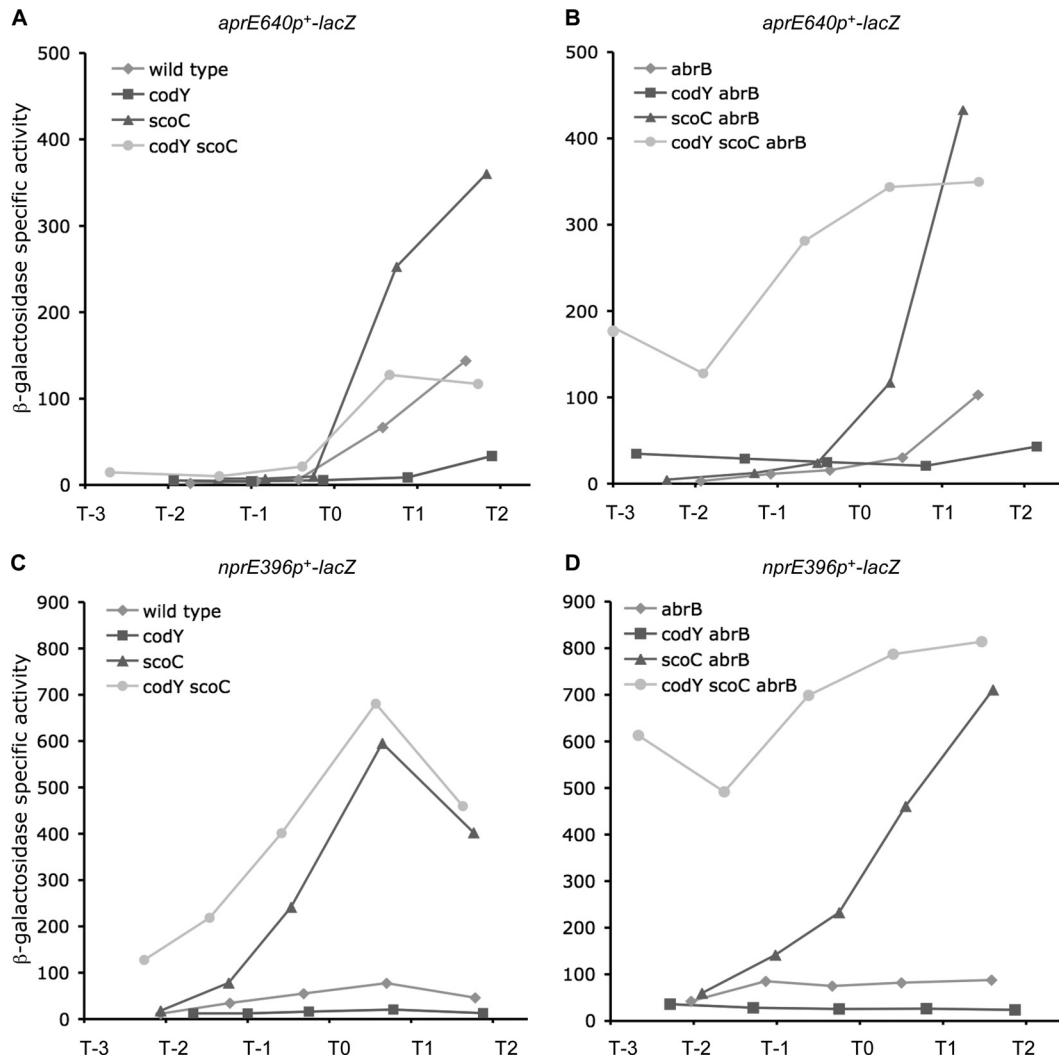 A
aprE640p+-lacZ
β-galactosidase specific activity
500
400
300
200
100
0
wild type
codY
scoC
codY scoC
T-3 T-2 T-1 T0 T1 T2
B
aprE640p+-lacZ
500
400
300
200
100
0
abrB
codY abrB
scoC abrB
codY scoC abrB
T-3 T-2 T-1 T0 T1 T2
C
nprE396p+-lacZ
β-galactosidase specific activity
900
800
700
600
500
400
300
200
100
0
wild type
codY
scoC
codY scoC
T-3 T-2 T-1 T0 T1 T2
D
nprE396p+-lacZ
900
800
700
600
500
400
300
200
100
0
abrB
codY abrB
scoC abrB
codY scoC abrB
T-3 T-2 T-1 T0 T1 T2